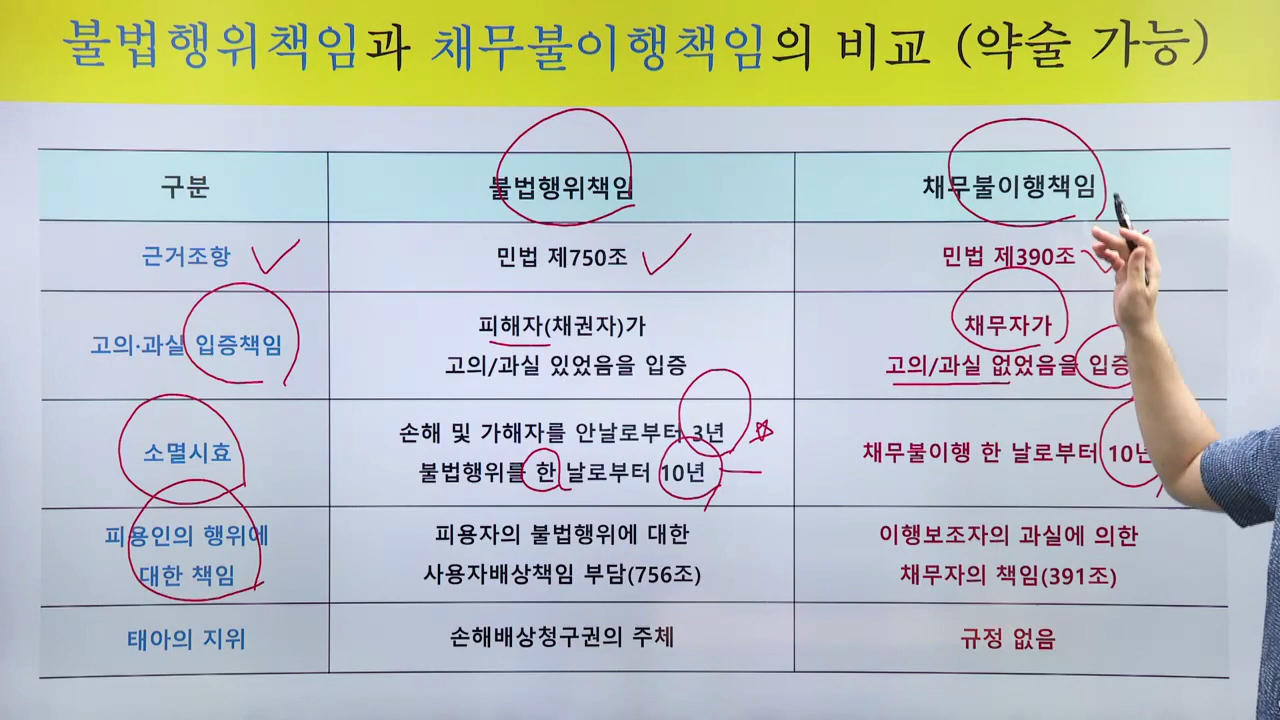 불법행위책임과 채무불이행책임의 비교 (약술 가능)
구분 불법행위책임 채무불이행책임
근거조항 민법 제750조 민법 제390조
고의·과실 입증책임
피해자(채권자)가
고의/과실 있었음을 입증
채무자가
고의/과실 없었음을 입증
소멸시효
손해 및 가해자를 안날로부터 3년
불법행위를 한 날로부터 10년
채무불이행 한 날로부터 10년
피용인의 행위에
대한 책임
피용자의 불법행위에 대한
사용자배상책임 부담(756조)
이행보조자의 과실에 의한
채무자의 책임(391조)
태아의 지위 손해배상청구권의 주체 규정 없음